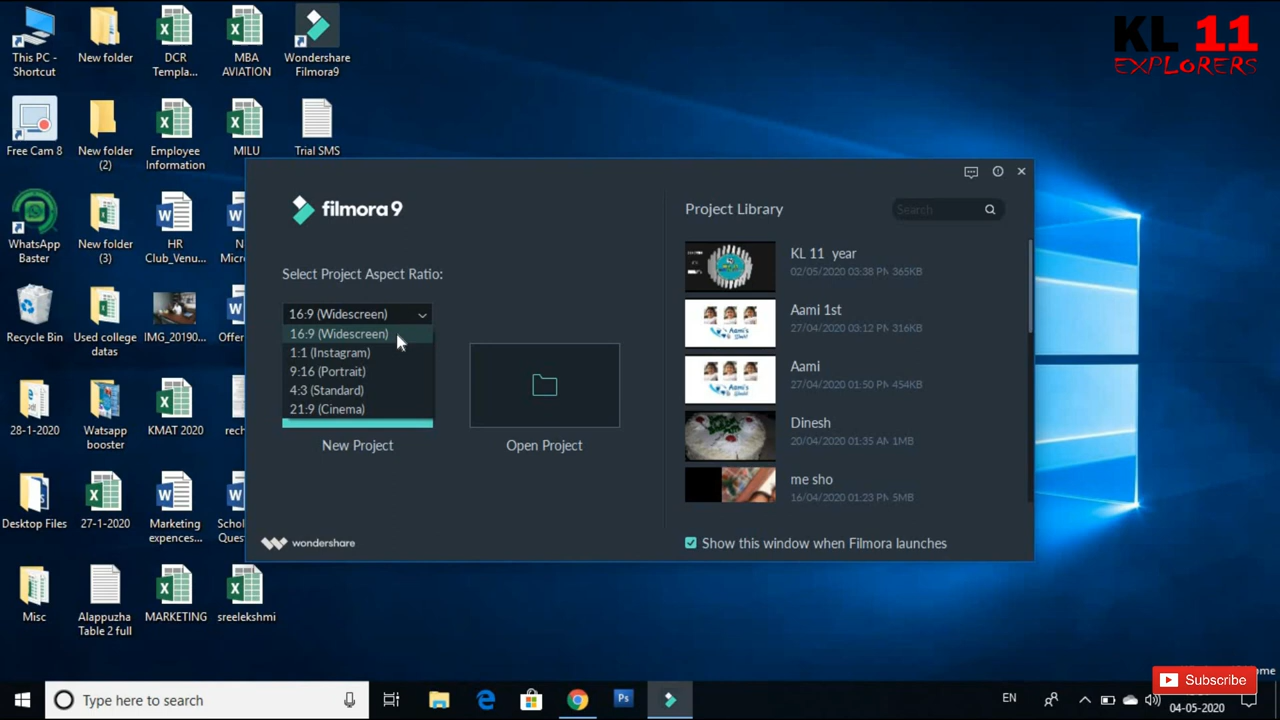 This PC -
Shortcut
New folder
DCR
Templa...
MBA
AVIATION
Wondershare
Filmora9
KL 11
EXPLORERS
Free Cam 8
New folder
(2)
Employee
Information
MILU
Trial SMS
WhatsApp
Baster
New folder
(3)
HR
Club_Venu...
Recycle Bin
Used college
datas
IMG_20190...
28-1-2020
Watsapp
booster
KMAT 2020
Desktop Files
27-1-2020
Marketing
expences...
Misc
Alappuzha
Table 2 full
MARKETING
sreelekshmi
filmora9
Select Project Aspect Ratio:
16:9 (Widescreen)
16:9 (Widescreen)
1:1 (Instagram)
9:16 (Portrait)
4:3 (Standard)
21:9 (Cinema)
New Project
Open Project
wondershare
Project Library
Search
KL 11 year
02/05/2020 03:38 PM 365KB
Aami 1st
27/04/2020 03:12 PM 316KB
Aami
27/04/2020 01:50 PM 454KB
Dinesh
20/04/2020 01:35 AM 1MB
me sho
16/04/2020 01:23 PM 5MB
Show this window when Filmora launches
Subscribe
Type here to search
Ps
EN
04-05-2020